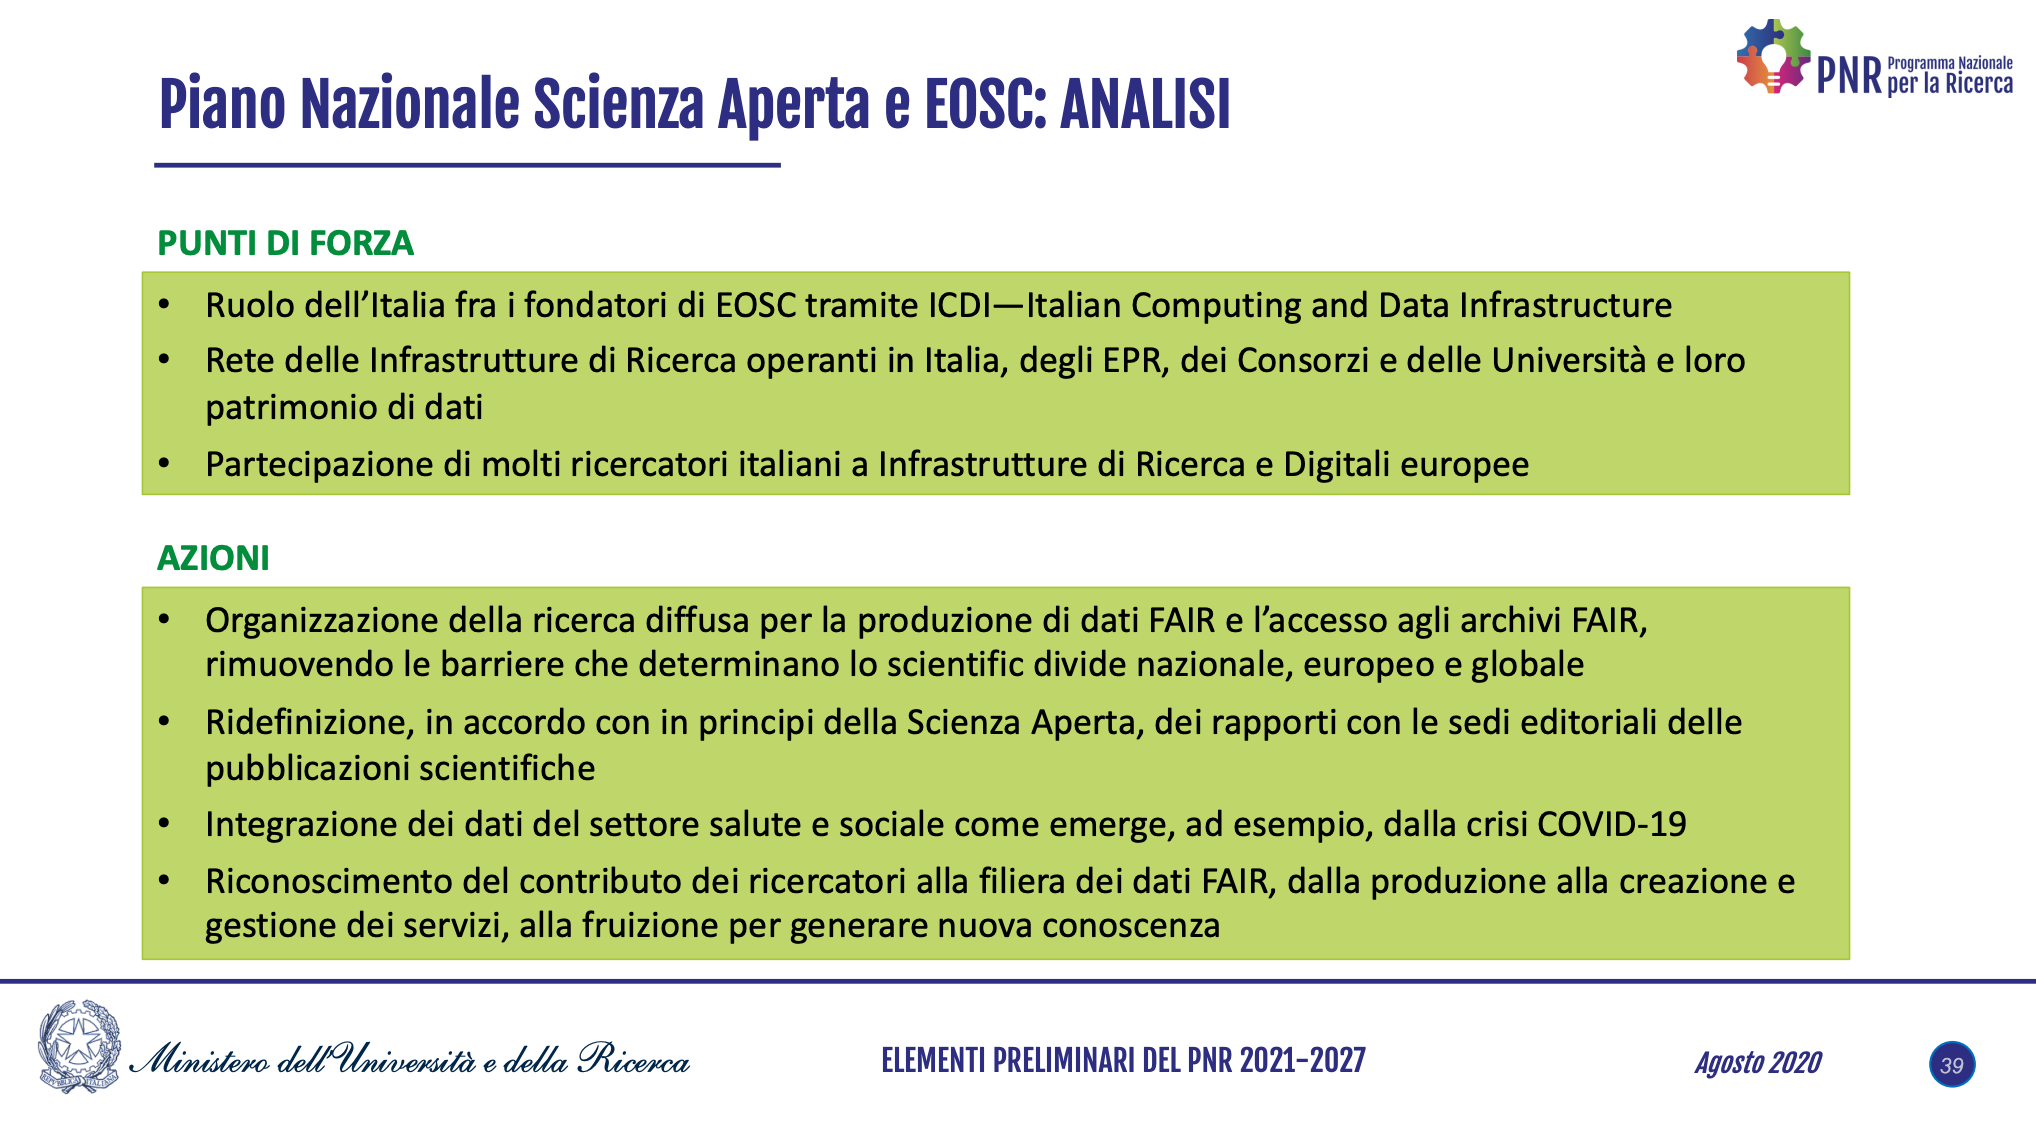 PNR Programma Nazionale
per la Ricerca
Piano Nazionale Scienza Aperta e EOSC: ANALISI
PUNTI DI FORZA
• Ruolo dell’Italia fra i fondatori di EOSC tramite ICDI—Italian Computing and Data Infrastructure
• Rete delle Infrastrutture di Ricerca operanti in Italia, degli EPR, dei Consorzi e delle Università e loro
patrimonio di dati
• Partecipazione di molti ricercatori italiani a Infrastrutture di Ricerca e Digitali europee
AZIONI
• Organizzazione della ricerca diffusa per la produzione di dati FAIR e l’accesso agli archivi FAIR,
rimuovendo le barriere che determinano lo scientific divide nazionale, europeo e globale
• Ridefinizione, in accordo con in principi della Scienza Aperta, dei rapporti con le sedi editoriali delle
pubblicazioni scientifiche
• Integrazione dei dati del settore salute e sociale come emerge, ad esempio, dalla crisi COVID-19
• Riconoscimento del contributo dei ricercatori alla filiera dei dati FAIR, dalla produzione alla creazione e
gestione dei servizi, alla fruizione per generare nuova conoscenza
Ministero dell’Università e della Ricerca
ELEMENTI PRELIMINARI DEL PNR 2021-2027
Agosto 2020
39